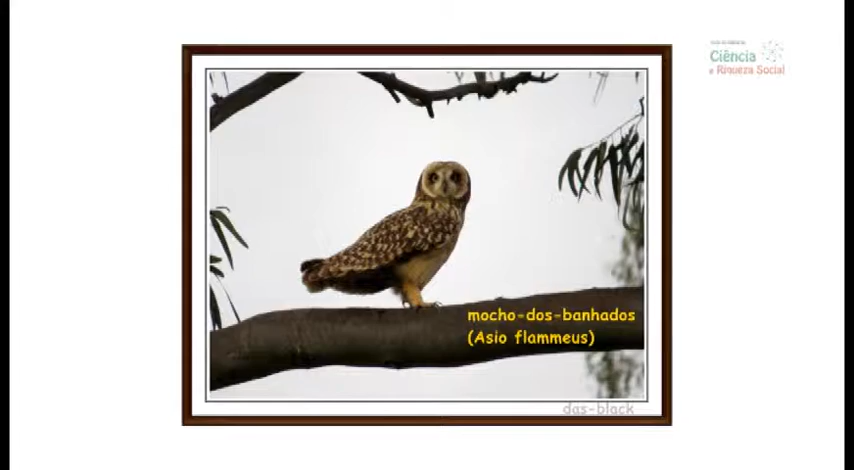 Ciência
e Riqueza Social
mocho-dos-banhados
(Asio flammeus)
das-black